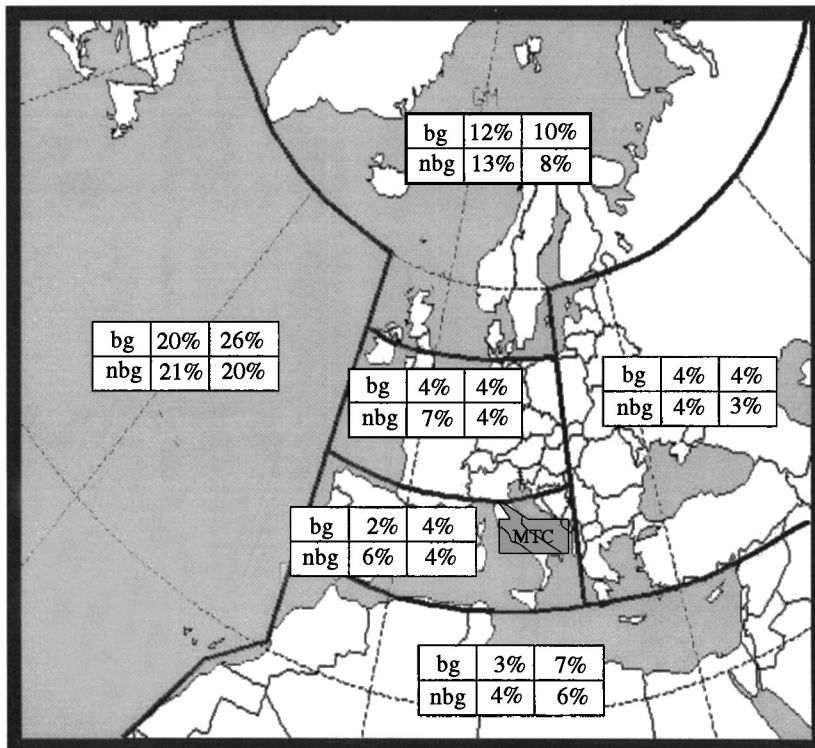 GM
bg 12% 10%
nbg 13% 8%
bg 20% 26%
nbg 21% 20%
bg 4% 4%
nbg 7% 4%
bg 4% 4%
nbg 4% 3%
bg 2% 4%
nbg 6% 4%
MTC
bg 3% 7%
nbg 4% 6%